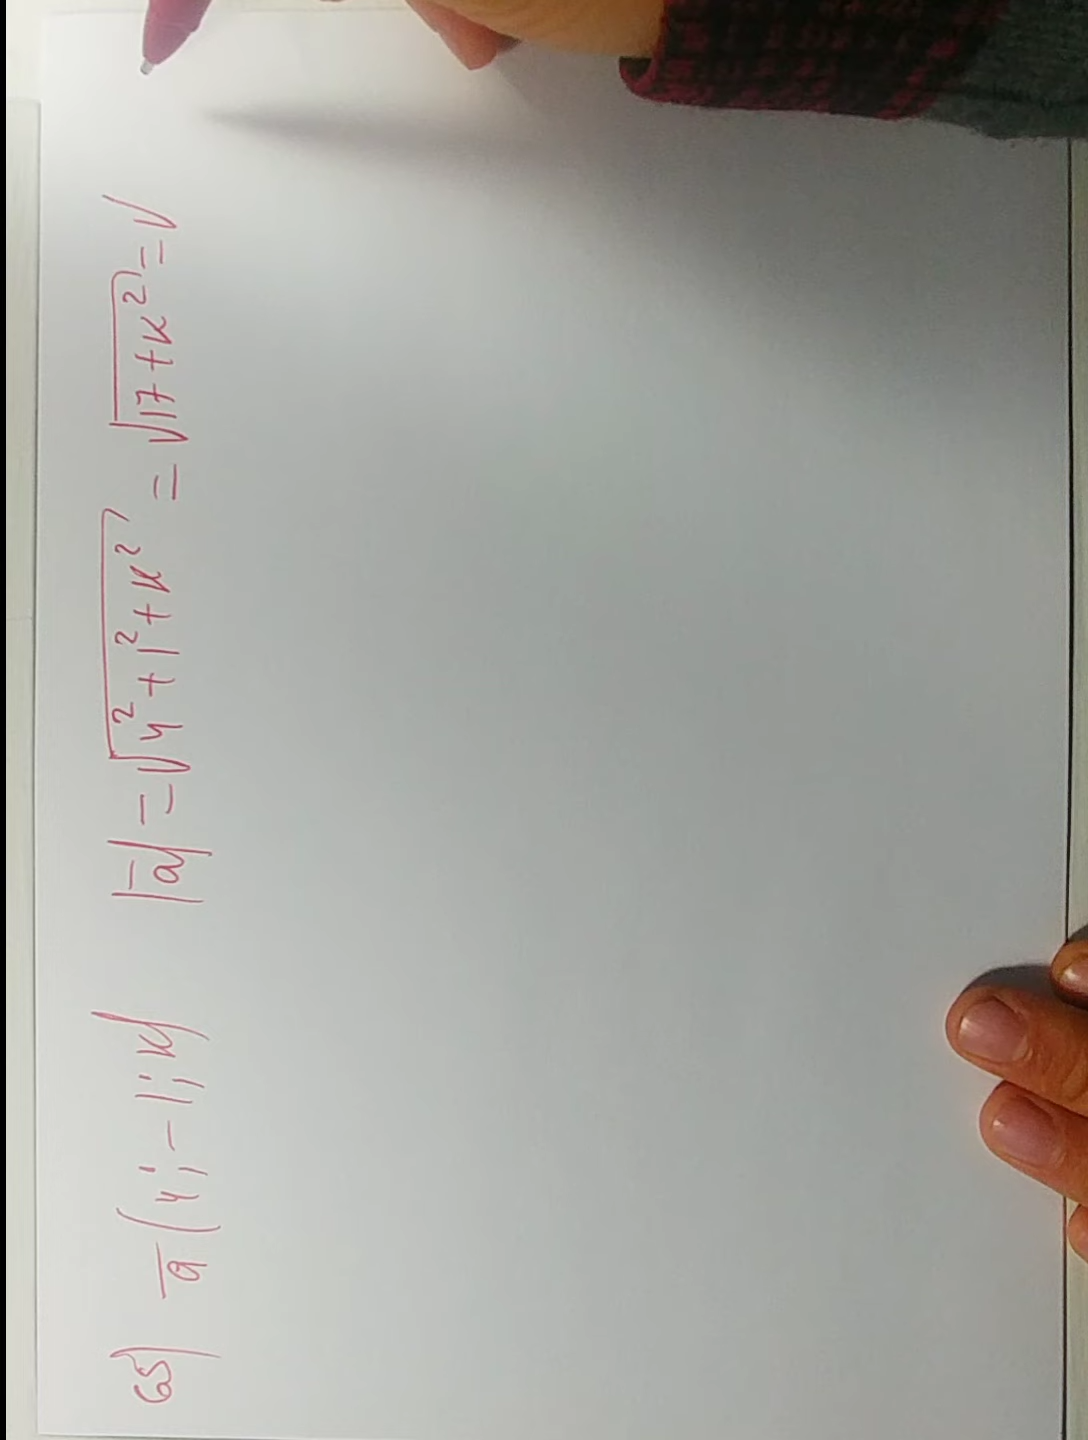 65) a̅(4; -1; k) |a̅| = √4² + 1² + k² = √17 + k² = √